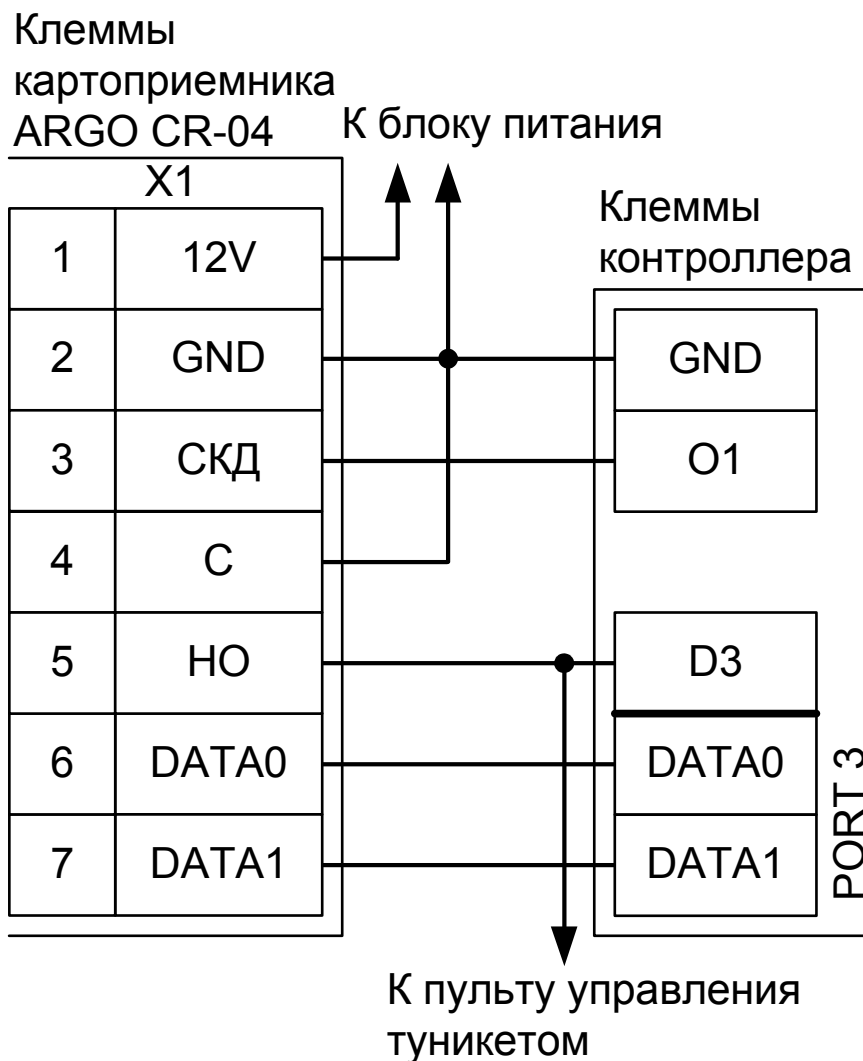 Клеммы
картоприемника
ARGO CR-04
К блоку питания
X1
Клеммы
контроллера
1 12V
2 GND
3 СКД
4 С
5 НО
6 DATA0
7 DATA1
GND
O1
D3
DATA0
DATA1
PORT 3
К пульту управления
туникетом